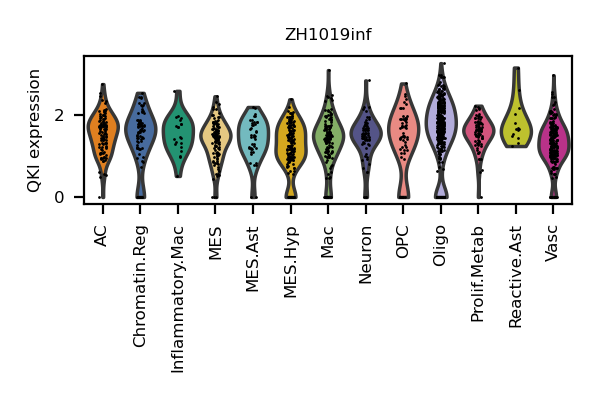 ZH1019inf
QKI expression
2
0
AC
Chromatin.Reg
Inflammatory.Mac
MES
MES.Ast
MES.Hyp
Mac
Neuron
OPC
Oligo
Prolif.Metab
Reactive.Ast
Vasc